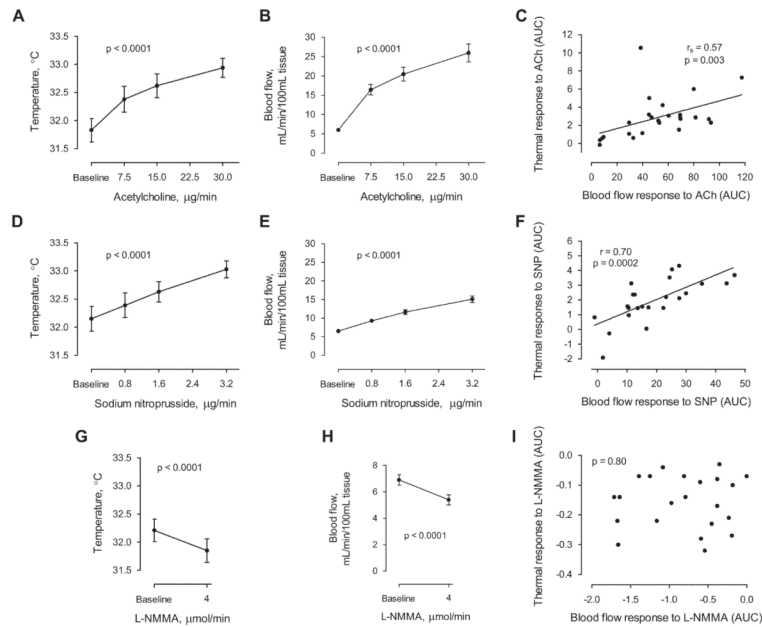 A
Temperature, °C
33.5
33.0
32.5
32.0
31.5
p < 0.0001
Baseline 7.5 15.0 22.5 30.0
Acetylcholine, μg/min
B
Blood flow,
mL/min/100mL tissue
30
25
20
15
10
5
0
p < 0.0001
Baseline 7.5 15.0 22.5 30.0
Acetylcholine, μg/min
C
Thermal response to ACh (AUC)
12
10
8
6
4
2
0
rs = 0.57
p = 0.003
0 20 40 60 80 100 120
Blood flow response to ACh (AUC)
D
Temperature, °C
33.5
33.0
32.5
32.0
31.5
p < 0.0001
Baseline 0.8 1.6 2.4 3.2
Sodium nitroprusside, μg/min
E
Blood flow,
mL/min/100mL tissue
30
25
20
15
10
5
0
p < 0.0001
Baseline 0.8 1.6 2.4 3.2
Sodium nitroprusside, μg/min
F
Thermal response to SNP (AUC)
6
5
4
3
2
1
0
-1
-2
r = 0.70
p = 0.0002
0 10 20 30 40 50
Blood flow response to SNP (AUC)
G
Temperature, °C
33.5
33.0
32.5
32.0
31.5
p < 0.0001
Baseline 4
L-NMMA, μmol/min
H
Blood flow,
mL/min/100mL tissue
8
6
4
2
0
p < 0.0001
Baseline 4
L-NMMA, μmol/min
I
Thermal response to L-NMMA (AUC)
0.0
-0.1
-0.2
-0.3
-0.4
p = 0.80
-2.0 -1.5 -1.0 -0.5 0.0
Blood flow response to L-NMMA (AUC)